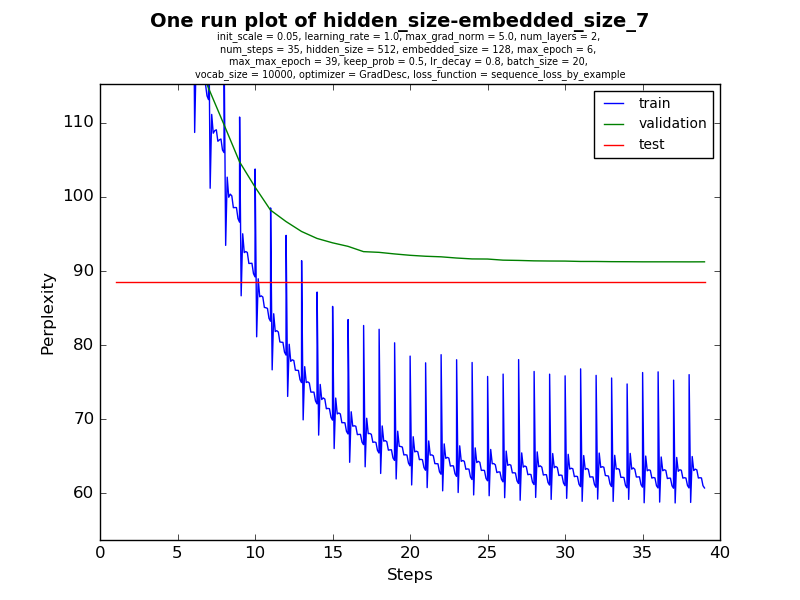 One run plot of hidden_size-embedded_size_7
init_scale = 0.05, learning_rate = 1.0, max_grad_norm = 5.0, num_layers = 2,
num_steps = 35, hidden_size = 512, embedded_size = 128, max_epoch = 6,
max_max_epoch = 39, keep_prob = 0.5, lr_decay = 0.8, batch_size = 20,
vocab_size = 10000, optimizer = GradDesc, loss_function = sequence_loss_by_example
train
validation
test
110
100
90
80
70
60
Perplexity
0 5 10 15 20 25 30 35 40
Steps